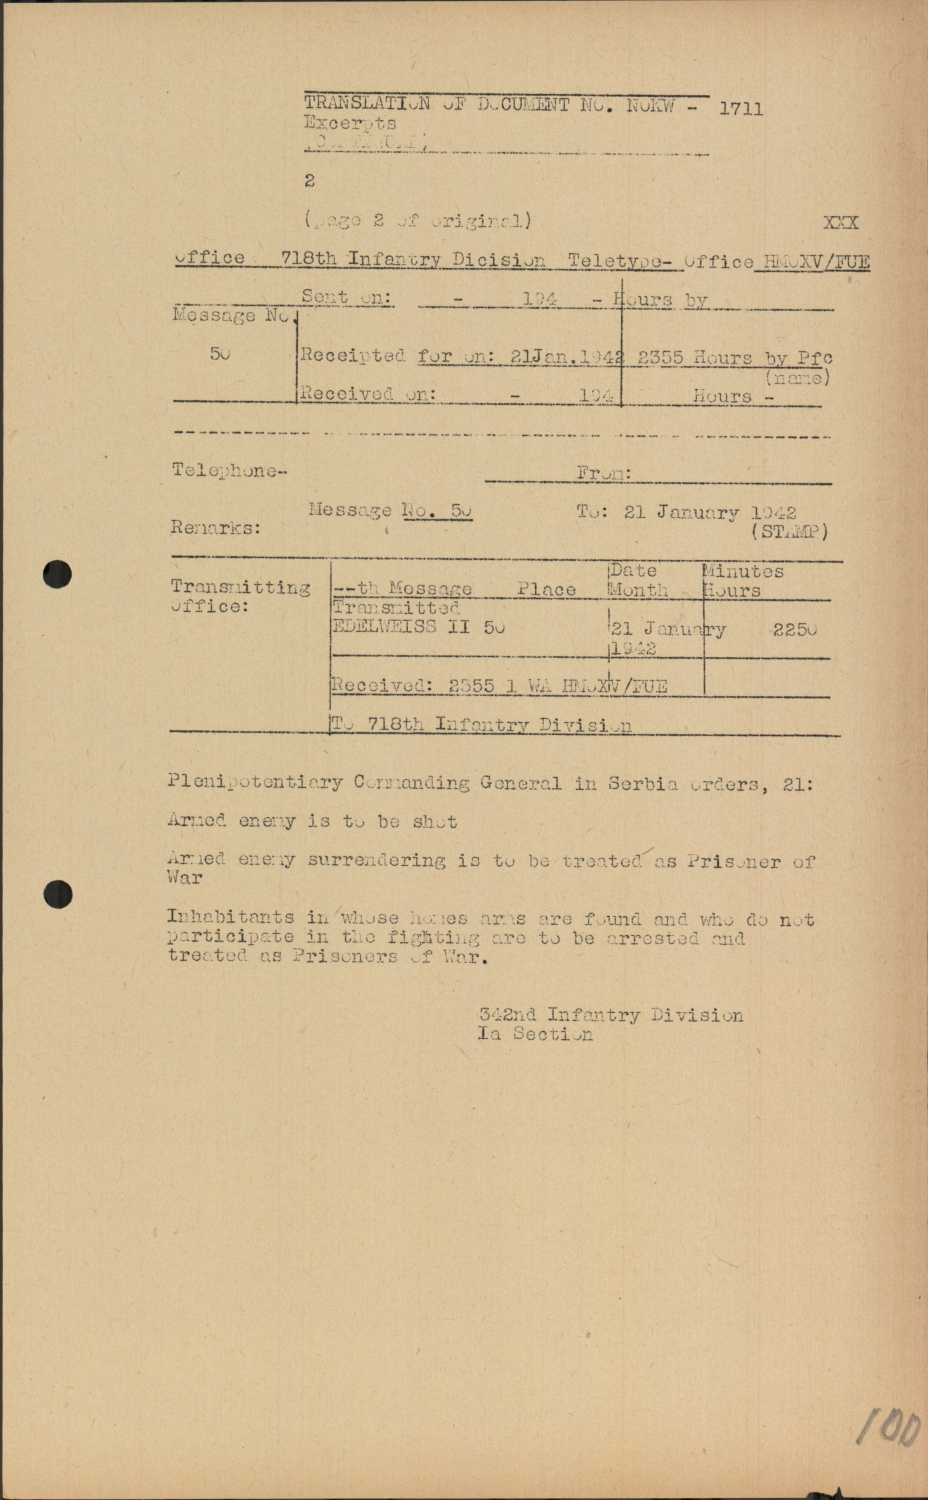 TRANSLATION OF DOCUMENT NO. NOKW - 1711
Excerpts
2
(page 2 of original)
XXX
Office 718th Infantry Dicision Teletype- Office HMOXV/FUE
Sent on: - 194 - Hours by
Message No.
50
Receipted for on: 21Jan.1942 2355 Hours by Pfc
(name)
Received on: - 194 Hours -
Telephone- From:
Message No. 50 To: 21 January 1942
Remarks: (STAMP)
Date Minutes
Transmitting --th Message Place Month Hours
office: Transmitted
EDELWEISS II 50 21 January 2250
1942
Received: 2355 1 WA HMOXV/FUE
To 718th Infantry Division
Plenipotentiary Commanding General in Serbia orders, 21:
Armed enemy is to be shot
Armed enemy surrendering is to be treated as Prisoner of
War
Inhabitants in whose homes arms are found and who do not
participate in the fighting are to be arrested and
treated as Prisoners of War.
342nd Infantry Division
Ia Section
100